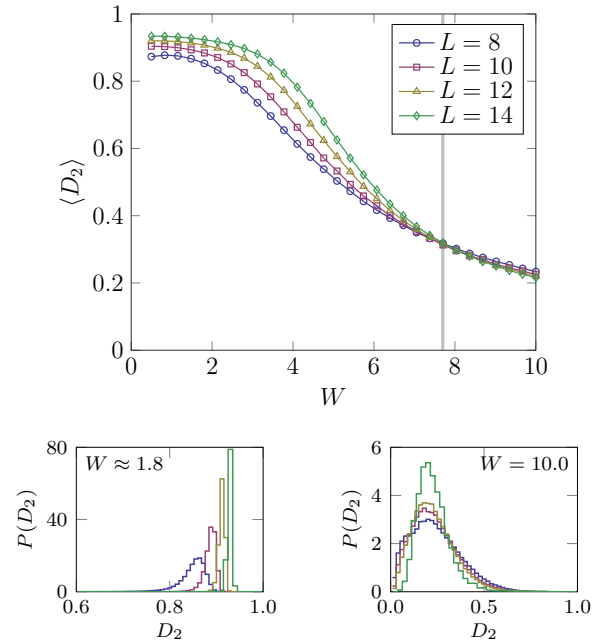 1
0.8
0.6
0.4
0.2
0
⟨D₂⟩
L = 8
L = 10
L = 12
L = 14
0 2 4 6 8 10
W
80
40
0
P(D₂)
W ≈ 1.8
0.6 0.8 1.0
D₂
6
4
2
0
P(D₂)
W = 10.0
0.0 0.5 1.0
D₂